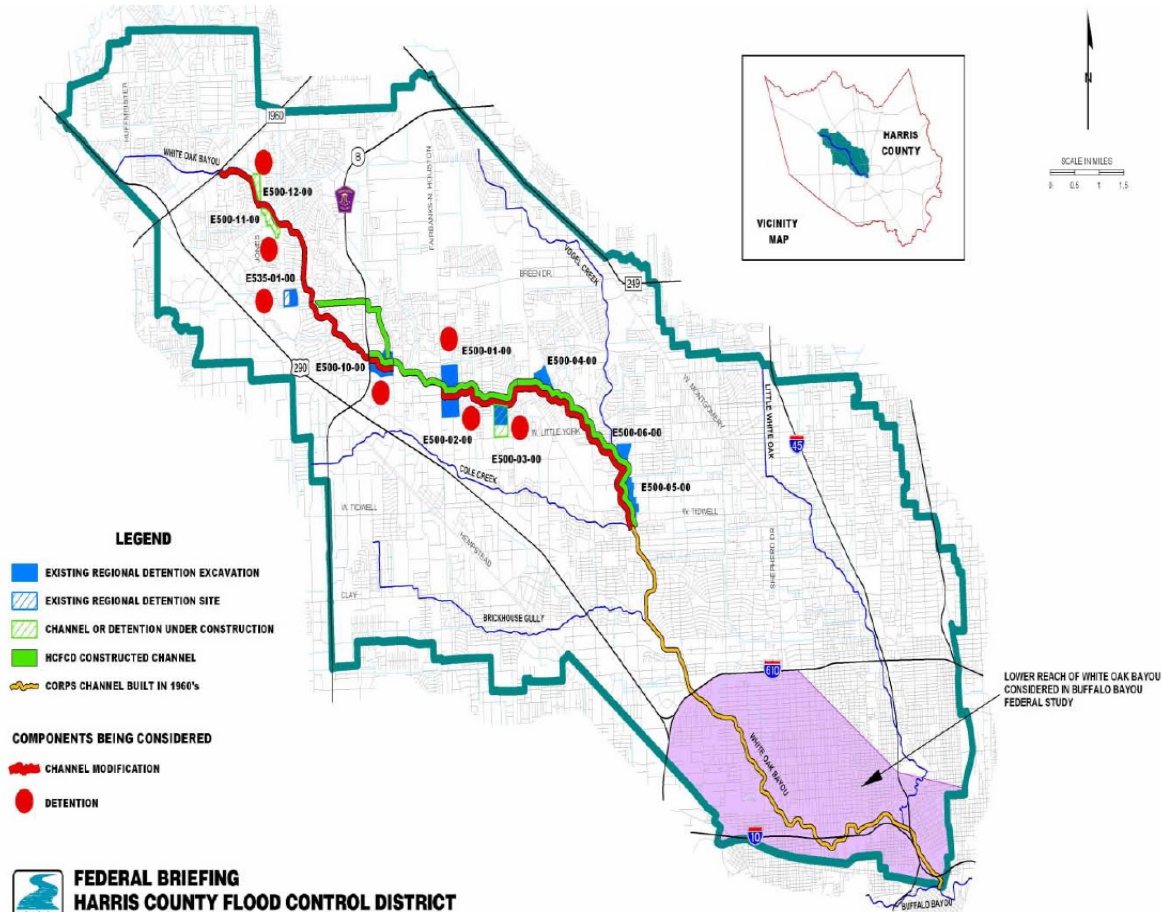 N
1960
HUFFMEISTER
WHITE OAK BAYOU
8
FAIRBANKS-N HOUSTON
HARRIS
COUNTY
VICINITY
MAP
SCALE IN MILES
0 0.5 1 1.5
E500-12-00
E500-11-00
JONES
E535-01-00
VOGEL CREEK
BREEN DR.
249
290
E500-10-00
E500-01-00
E500-04-00
W. MONTGOMERY
LITTLE WHITE OAK
45
E500-02-00
W. LITTLE YORK
E500-06-00
E500-03-00
COLE CREEK
E500-05-00
W. TIDWELL
W. TIDWELL
HEMPSTEAD
SHEPHERD DR.
CLAY
BRICKHOUSE GULLY
610
LOWER REACH OF WHITE OAK BAYOU
CONSIDERED IN BUFFALO BAYOU
FEDERAL STUDY
WHITE OAK BAYOU
10
BUFFALO BAYOU
LEGEND
EXISTING REGIONAL DETENTION EXCAVATION
EXISTING REGIONAL DETENTION SITE
CHANNEL OR DETENTION UNDER CONSTRUCTION
HCFCD CONSTRUCTED CHANNEL
CORPS CHANNEL BUILT IN 1960's
COMPONENTS BEING CONSIDERED
CHANNEL MODIFICATION
DETENTION
FEDERAL BRIEFING
HARRIS COUNTY FLOOD CONTROL DISTRICT